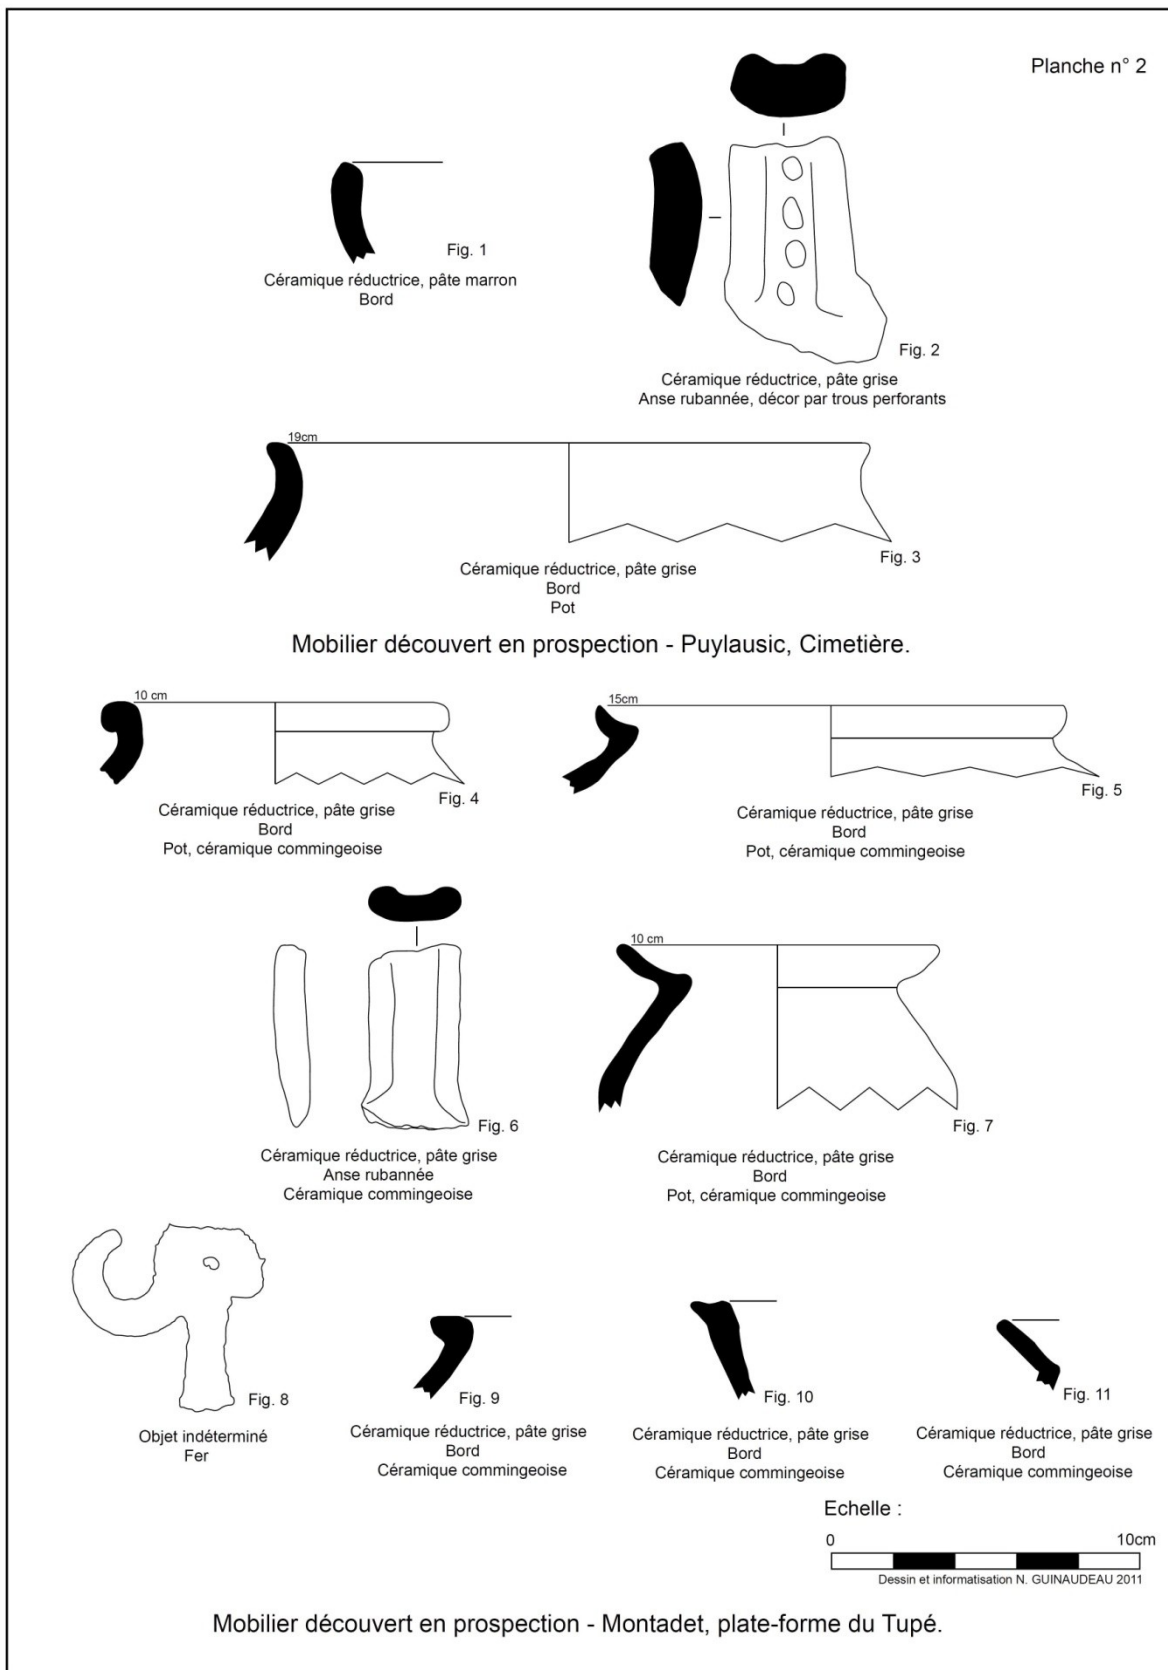 Planche n° 2
Fig. 1
Céramique réductrice, pâte marron
Bord
Fig. 2
Céramique réductrice, pâte grise
Anse rubannée, décor par trous perforants
19cm
Fig. 3
Céramique réductrice, pâte grise
Bord
Pot
Mobilier découvert en prospection - Puylausic, Cimetière.
10 cm
Fig. 4
Céramique réductrice, pâte grise
Bord
Pot, céramique commingeoise
15cm
Fig. 5
Céramique réductrice, pâte grise
Bord
Pot, céramique commingeoise
Fig. 6
Céramique réductrice, pâte grise
Anse rubannée
Céramique commingeoise
10 cm
Fig. 7
Céramique réductrice, pâte grise
Bord
Pot, céramique commingeoise
Fig. 8
Objet indéterminé
Fer
Fig. 9
Céramique réductrice, pâte grise
Bord
Céramique commingeoise
Fig. 10
Céramique réductrice, pâte grise
Bord
Céramique commingeoise
Fig. 11
Céramique réductrice, pâte grise
Bord
Céramique commingeoise
Echelle :
0 10cm
Dessin et informatisation N. GUINAUDEAU 2011
Mobilier découvert en prospection - Montadet, plate-forme du Tupé.